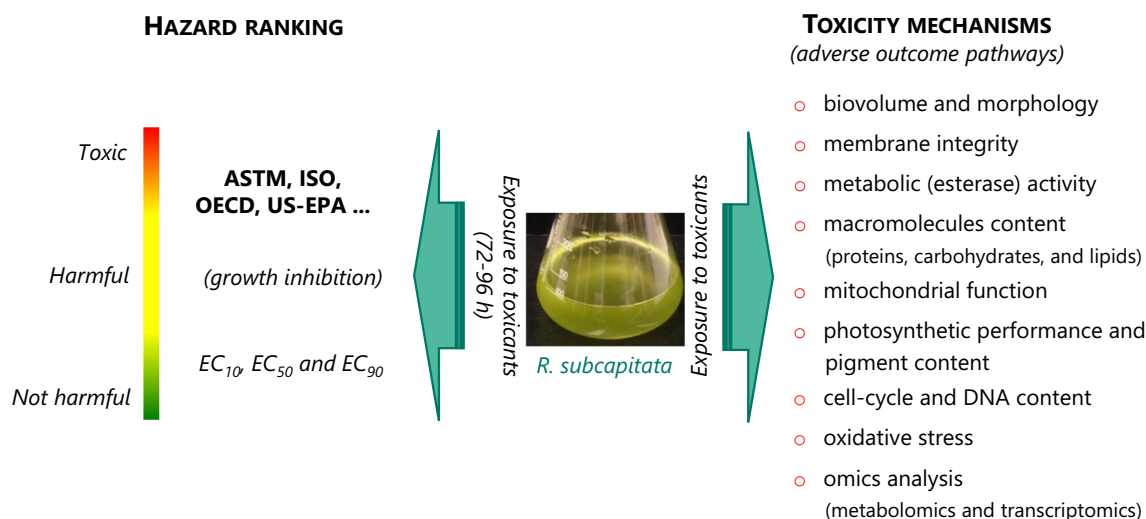 HAZARD RANKING
Toxic
Harmful
Not harmful
ASTM, ISO,
OECD, US-EPA ...
(growth inhibition)
EC10, EC50 and EC90
Exposure to toxicants
(72-96 h)
R. subcapitata
Exposure to toxicants
TOXICITY MECHANISMS
(adverse outcome pathways)
biovolume and morphology
membrane integrity
metabolic (esterase) activity
macromolecules content
(proteins, carbohydrates, and lipids)
mitochondrial function
photosynthetic performance and
pigment content
cell-cycle and DNA content
oxidative stress
omics analysis
(metabolomics and transcriptomics)